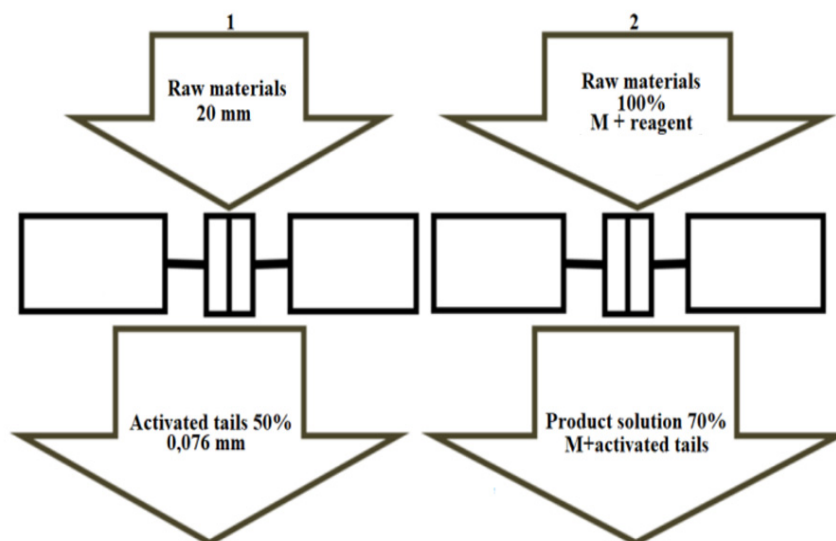 1
Raw materials
20 mm
2
Raw materials
100%
M + reagent
Activated tails 50%
0,076 mm
Product solution 70%
M+activated tails